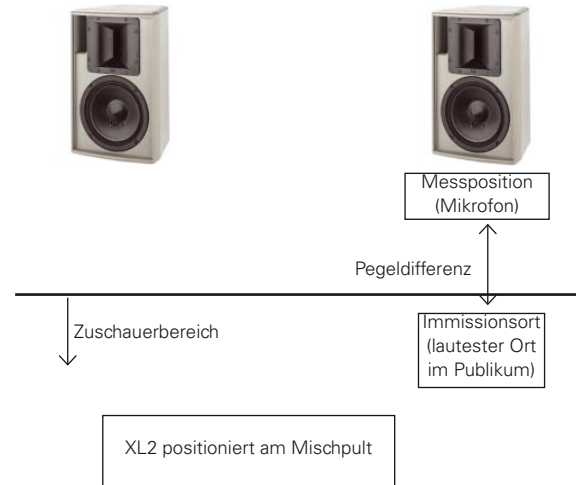 Messposition
(Mikrofon)
Pegeldifferenz
Zuschauerbereich
Immissionsort
(lautester Ort
im Publikum)
XL2 positioniert am Mischpult